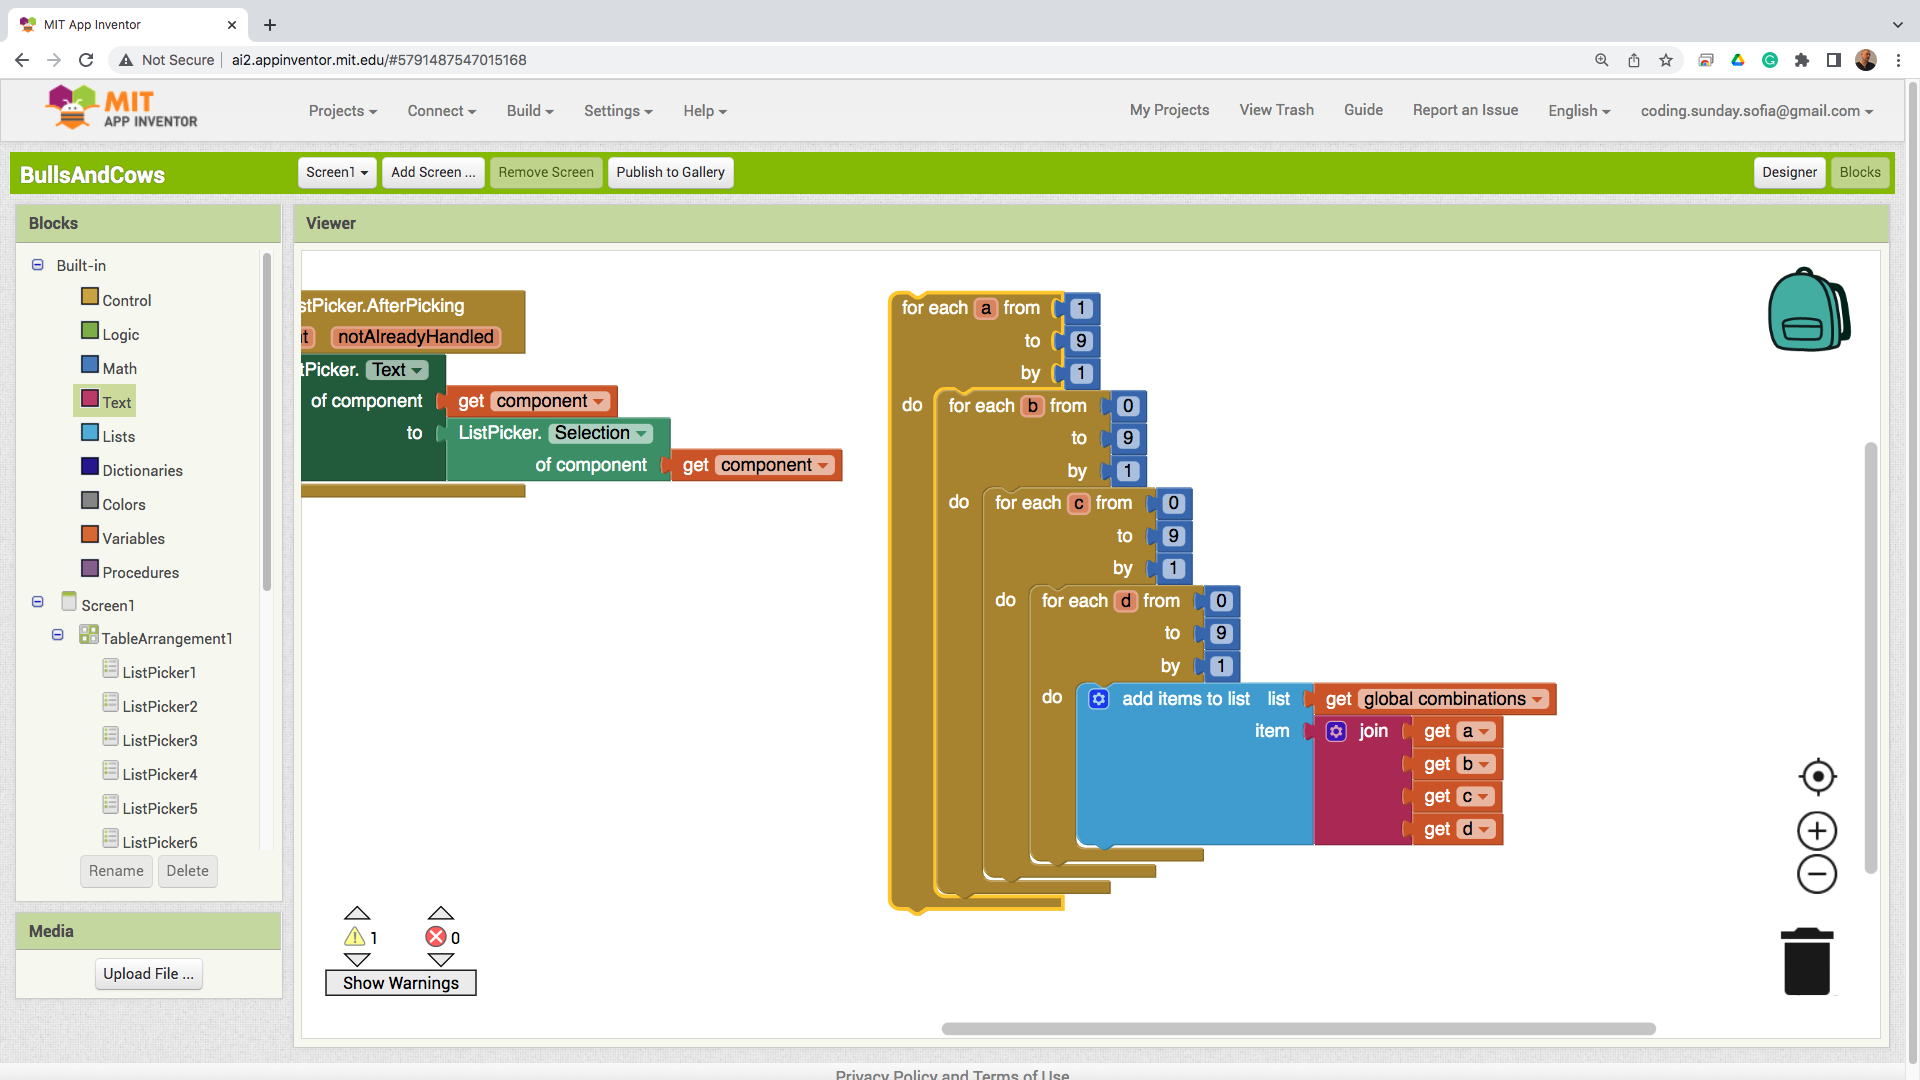 MIT App Inventor
Not Secure
ai2.appinventor.mit.edu/#5791487547015168
MIT
APP INVENTOR
Projects
Connect
Build
Settings
Help
My Projects
View Trash
Guide
Report an Issue
English
coding.sunday.sofia@gmail.com
BullsAndCows
Screen1
Add Screen ...
Remove Screen
Publish to Gallery
Designer
Blocks
Blocks
Built-in
Control
Logic
Math
Text
Lists
Dictionaries
Colors
Variables
Procedures
Screen1
TableArrangement1
ListPicker1
ListPicker2
ListPicker3
ListPicker4
ListPicker5
ListPicker6
Rename
Delete
Media
Upload File ...
Viewer
stPicker.AfterPicking
notAlreadyHandled
tPicker. Text
of component get component
to ListPicker. Selection
of component get component
for each a from 1
to 9
by 1
do for each b from 0
to 9
by 1
do for each c from 0
to 9
by 1
do for each d from 0
to 9
by 1
do add items to list list get global combinations
item join get a
get b
get c
get d
1
0
Show Warnings
Privacy Policy and Terms of Use